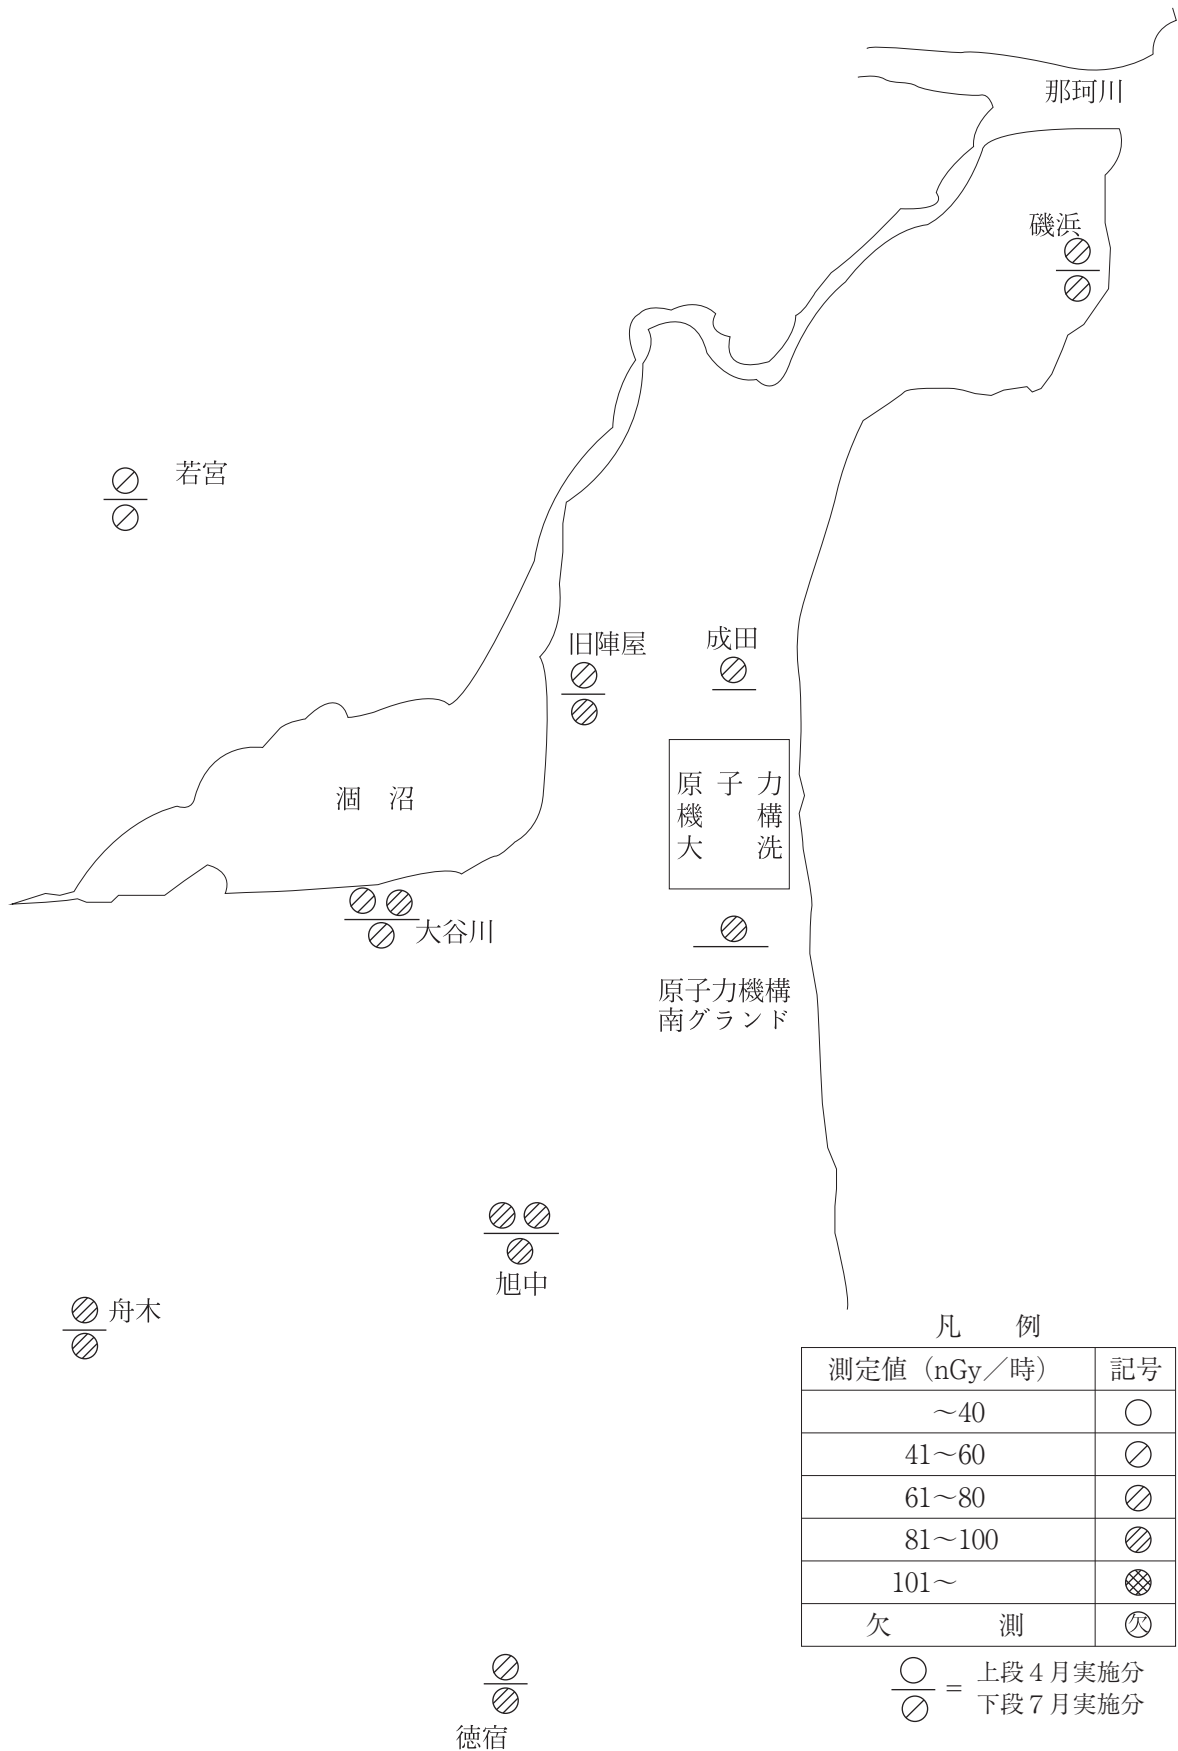 那珂川
磯浜
若宮
旧陣屋
成田
原子力
機構
大洗
涸沼
大谷川
原子力機構
南グランド
旭中
舟木
凡例
測定値（nGy／時） 記号
～40
41～60
61～80
81～100
101～
欠測 欠
= 上段４月実施分
下段７月実施分
徳宿